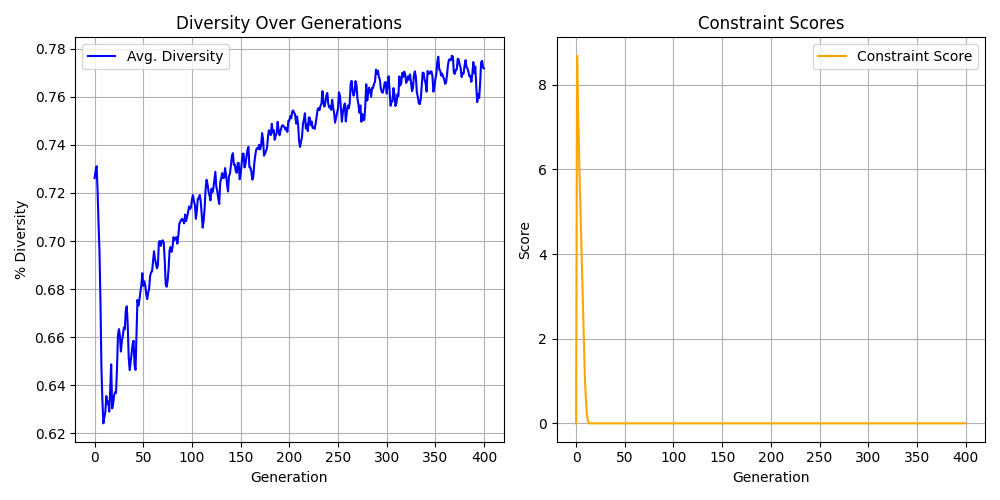 Diversity Over Generations
Avg. Diversity
% Diversity
0.78
0.76
0.74
0.72
0.70
0.68
0.66
0.64
0.62
0 50 100 150 200 250 300 350 400
Generation
Constraint Scores
Constraint Score
Score
8
6
4
2
0
0 50 100 150 200 250 300 350 400
Generation